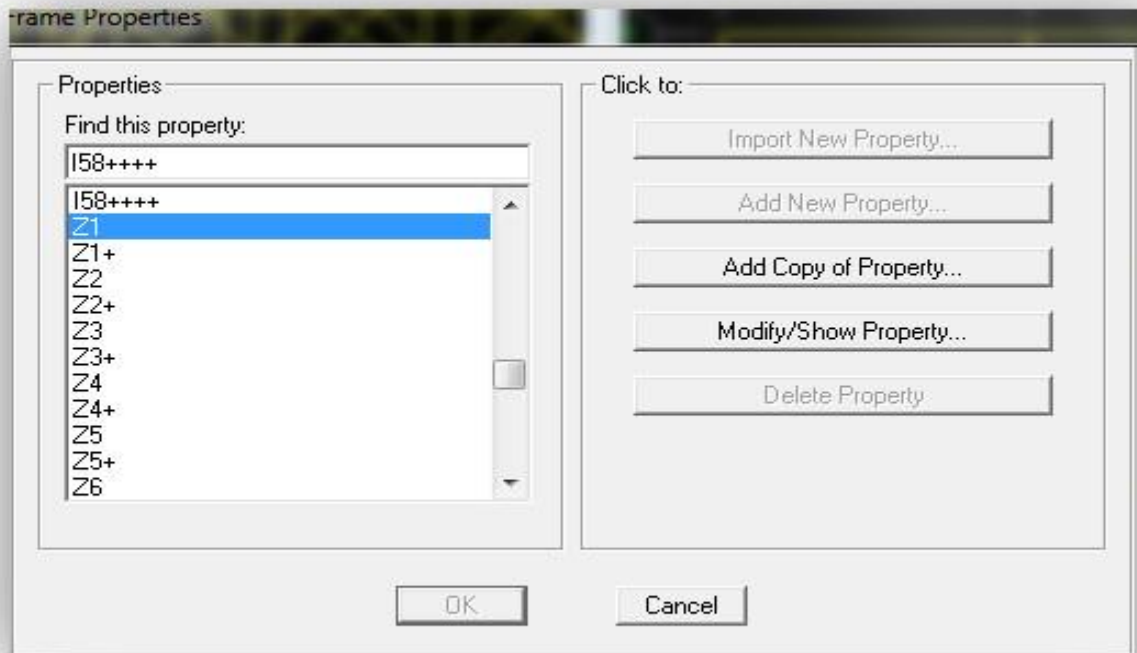 Frame Properties
Properties
Find this property:
I58++++
I58++++
Z1
Z1+
Z2
Z2+
Z3
Z3+
Z4
Z4+
Z5
Z5+
Z6
Click to:
Import New Property...
Add New Property...
Add Copy of Property...
Modify/Show Property...
Delete Property
OK
Cancel